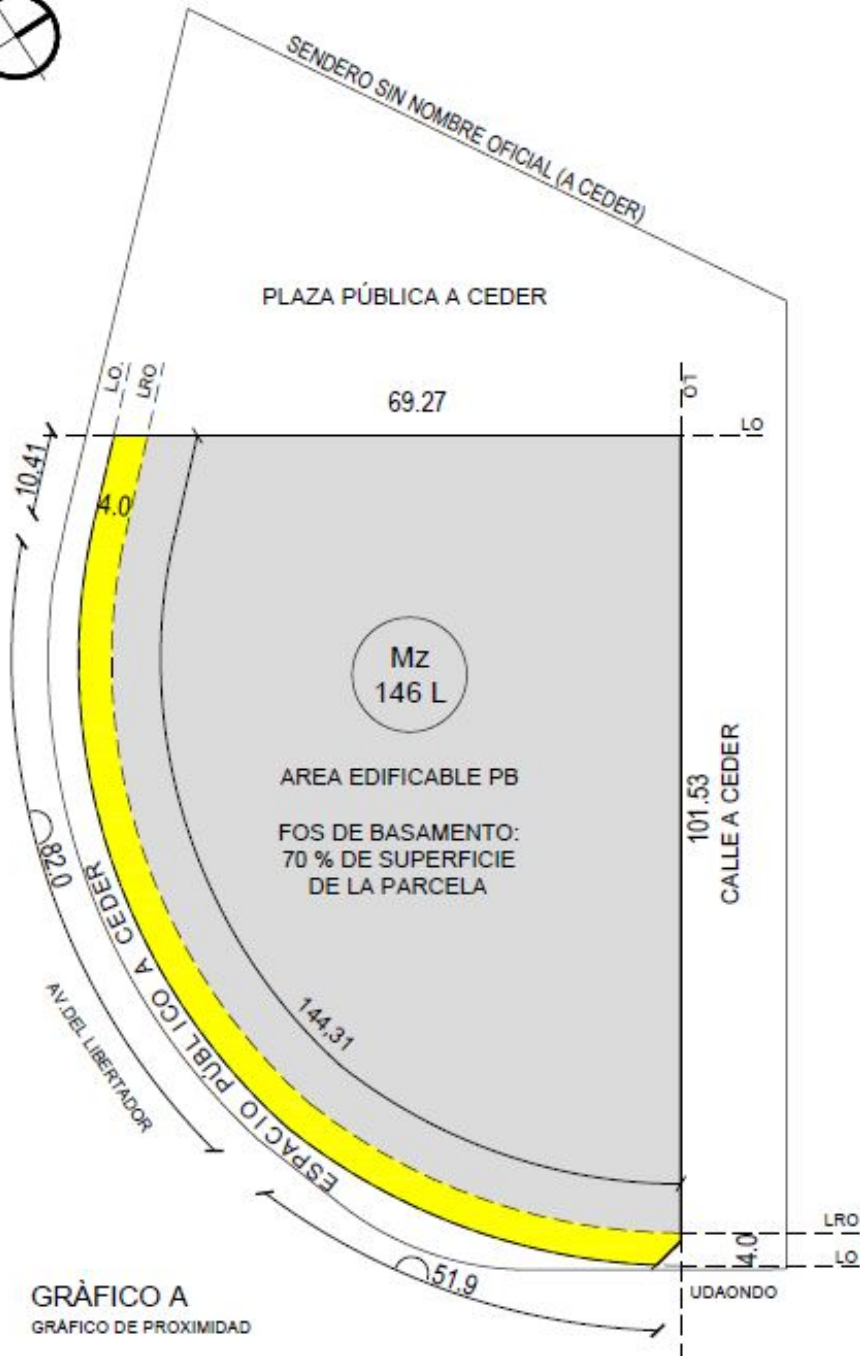 SENDERO SIN NOMBRE OFICIAL (A CEDER)
PLAZA PÚBLICA A CEDER
LO.
LRO
69.27
LO
LO
10.41
4.0
Mz
146 L
AREA EDIFICABLE PB
FOS DE BASAMENTO:
70 % DE SUPERFICIE
DE LA PARCELA
101.53
CALLE A CEDER
82.0
AV.DEL LIBERTADOR
ESPACIO PÚBLICO A CEDER
144,31
LRO
4.0
LO
51.9
UDAONDO
GRÀFICO A
GRÁFICO DE PROXIMIDAD